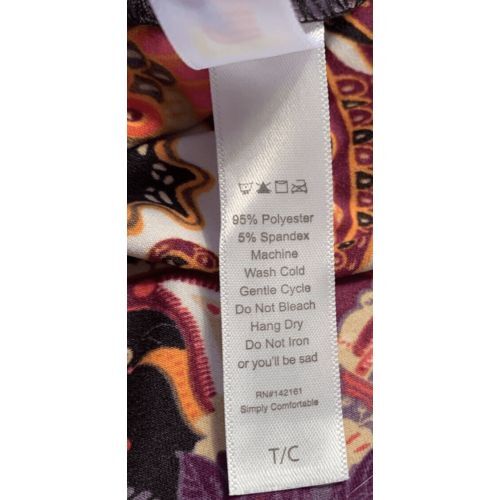 95% Polyester
5% Spandex
Machine
Wash Cold
Gentle Cycle
Do Not Bleach
Hang Dry
Do Not Iron
or you'll be sad
RN#142161
Simply Comfortable
T/C